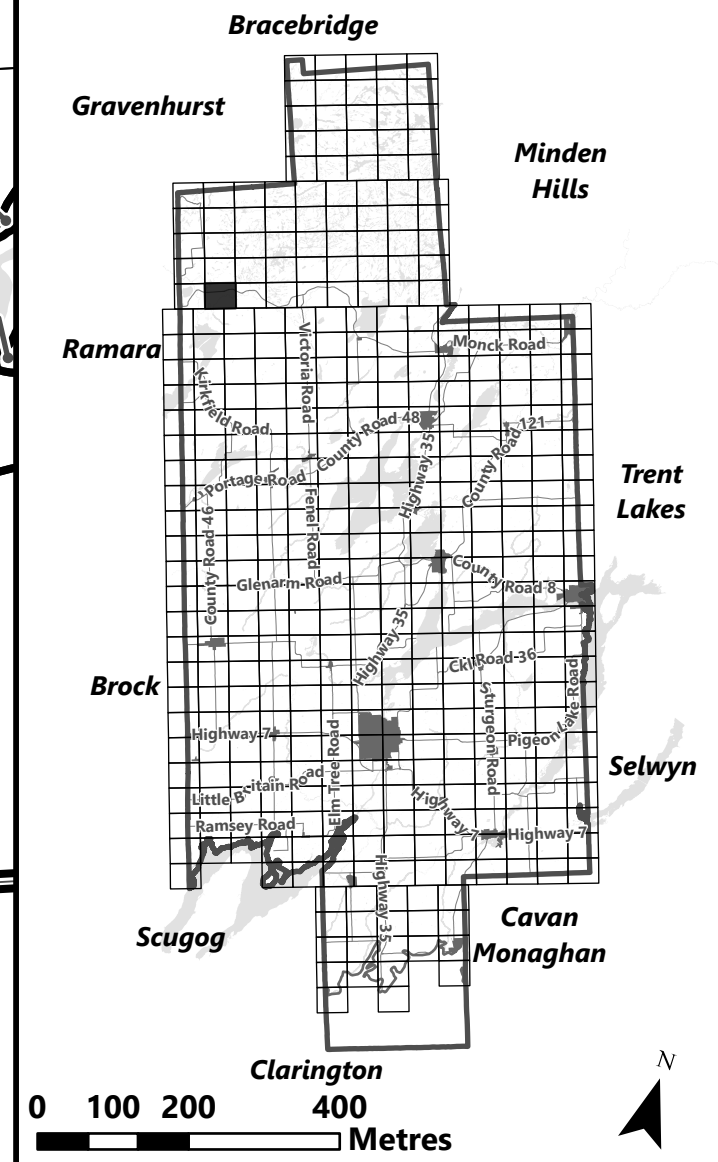 Bracebridge
Gravenhurst
Minden
Hills
Ramara
Monck Road
Victoria Road
Kirkfield Road
County Road 48
County Road 121
Highway 35
Portage Road
Trent
Lakes
Fenel Road
County Road 46
Glenarm Road
County Road 8
Highway 35
Ckl Road 36
Brock
Sturgeon Road
Pigeon Lake Road
Highway 7
Elm Tree Road
Selwyn
Little Britain Road
Ramsey Road
Highway 7
Highway 7
Highway 35
Scugog
Cavan
Monaghan
Clarington
N
0 100 200 400
Metres